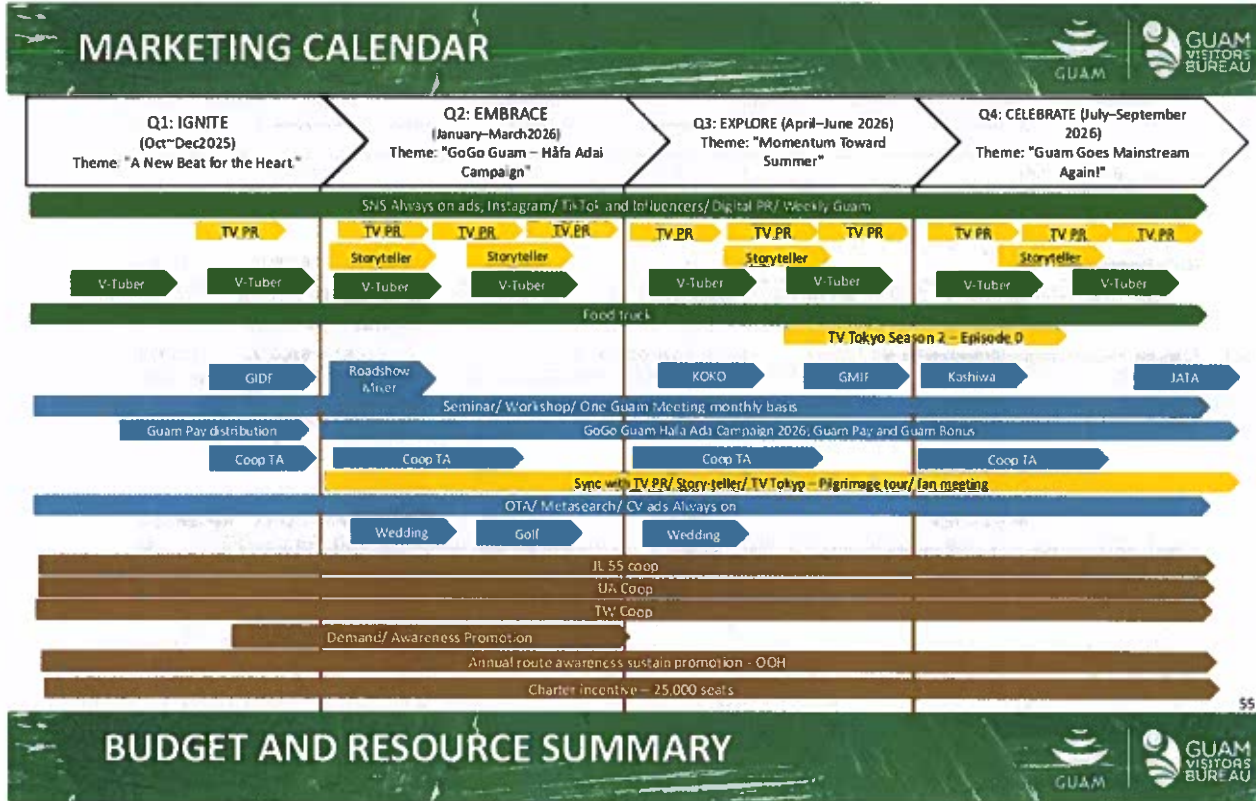 MARKETING CALENDAR
GUAM
GUAM
VISITORS
BUREAU
Q1: IGNITE
(Oct~Dec2025)
Theme: "A New Beat for the Heart."
Q2: EMBRACE
(January–March2026)
Theme: "GoGo Guam – Håfa Adai
Campaign"
Q3: EXPLORE (April–June 2026)
Theme: "Momentum Toward
Summer"
Q4: CELEBRATE (July–September
2026)
Theme: "Guam Goes Mainstream
Again!"
SNS Always on ads, Instagram/ TikTok and Influencers/ Digital PR/ Weekly Guam
TV PR
TV PR
TV PR
TV PR
TV PR
TV PR
TV PR
TV PR
TV PR
TV PR
Storyteller
Storyteller
Storyteller
Storyteller
V-Tuber
V-Tuber
V-Tuber
V-Tuber
V-Tuber
V-Tuber
V-Tuber
V-Tuber
Food truck
TV Tokyo Season 2 – Episode 0
GIDF
Roadshow
Mixer
KOKO
GMIF
Kashiwa
JATA
Seminar/ Workshop/ One Guam Meeting monthly basis
Guam Pay distribution
GoGo Guam Hafa Ada Campaign 2026, Guam Pay and Guam Bonus
Coop TA
Coop TA
Coop TA
Coop TA
Sync with TV PR/ Story-teller/ TV Tokyo – Pilgrimage tour/ fan meeting
OTA/ Metasearch/ CV ads Always on
Wedding
Golf
Wedding
JL 55 coop
UA Coop
TW Coop
Demand/ Awareness Promotion
Annual route awareness sustain promotion - OOH
Charter incentive – 25,000 seats
55
BUDGET AND RESOURCE SUMMARY
GUAM
GUAM
VISITORS
BUREAU